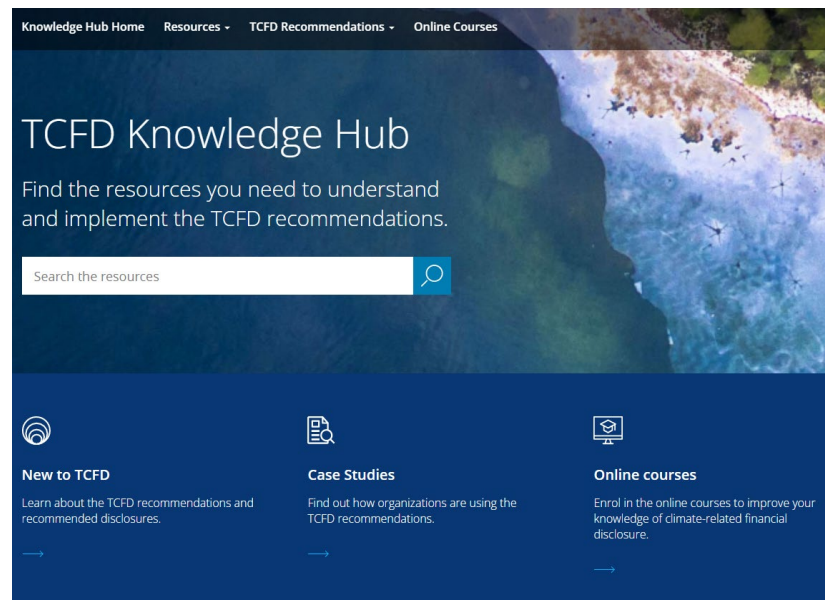 Knowledge Hub Home Resources TCFD Recommendations Online Courses
TCFD Knowledge Hub
Find the resources you need to understand
and implement the TCFD recommendations.
Search the resources
New to TCFD
Learn about the TCFD recommendations and
recommended disclosures.
Case Studies
Find out how organizations are using the
TCFD recommendations.
Online courses
Enrol in the online courses to improve your
knowledge of climate-related financial
disclosure.